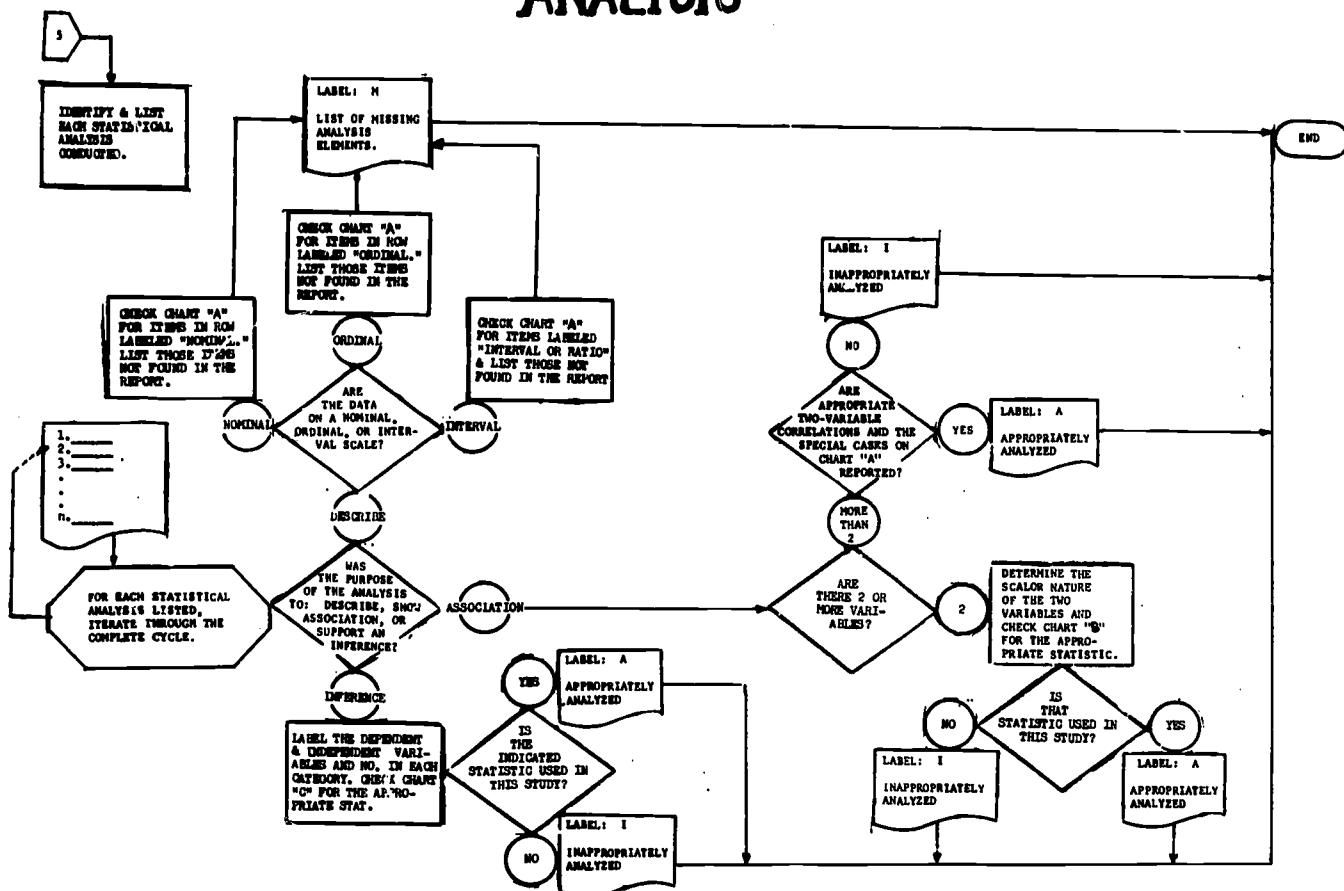 ANALYSIS
5
IDENTIFY & LIST
EACH STATISTICAL
ANALYSIS
CONDUCTED.
LABEL: M
LIST OF MISSING
ANALYSIS
ELEMENTS.
END
CHECK CHART "A"
FOR ITEMS IN ROW
LABELED "ORDINAL."
LIST THOSE ITEMS
NOT FOUND IN THE
REPORT.
CHECK CHART "A"
FOR ITEMS IN ROW
LABELED "NOMINAL."
LIST THOSE ITEMS
NOT FOUND IN THE
REPORT.
CHECK CHART "A"
FOR ITEMS LABELED
"INTERVAL OR RATIO"
& LIST THOSE NOT
FOUND IN THE REPORT
ORDINAL
NOMINAL
INTERVAL
ARE
THE DATA
ON A NOMINAL,
ORDINAL, OR INTER-
VAL SCALE?
LABEL: I
INAPPROPRIATELY
ANALYZED
NO
ARE
APPROPRIATE
TWO-VARIABLE
CORRELATIONS AND THE
SPECIAL CASES ON
CHART "A"
REPORTED?
YES
LABEL: A
APPROPRIATELY
ANALYZED
1.
2.
3.
.
.
.
n.
DESCRIBE
MORE
THAN
2
FOR EACH STATISTICAL
ANALYSIS LISTED,
ITERATE THROUGH THE
COMPLETE CYCLE.
WAS
THE PURPOSE
OF THE ANALYSIS
TO: DESCRIBE, SHOW
ASSOCIATION, OR
SUPPORT AN
INFERENCE?
ASSOCIATION
ARE
THERE 2 OR
MORE VARI-
ABLES?
2
DETERMINE THE
SCALOR NATURE
OF THE TWO
VARIABLES AND
CHECK CHART "B"
FOR THE APPRO-
PRIATE STATISTIC.
INFERENCE
LABEL THE DEPENDENT
& INDEPENDENT VARI-
ABLES AND NO. IN EACH
CATEGORY. CHECK CHART
"C" FOR THE APPRO-
PRIATE STAT.
YES
LABEL: A
APPROPRIATELY
ANALYZED
IS
THE
INDICATED
STATISTIC USED IN
THIS STUDY?
NO
LABEL: I
INAPPROPRIATELY
ANALYZED
IS
THAT
STATISTIC USED IN
THIS STUDY?
NO
YES
LABEL: I
INAPPROPRIATELY
ANALYZED
LABEL: A
APPROPRIATELY
ANALYZED